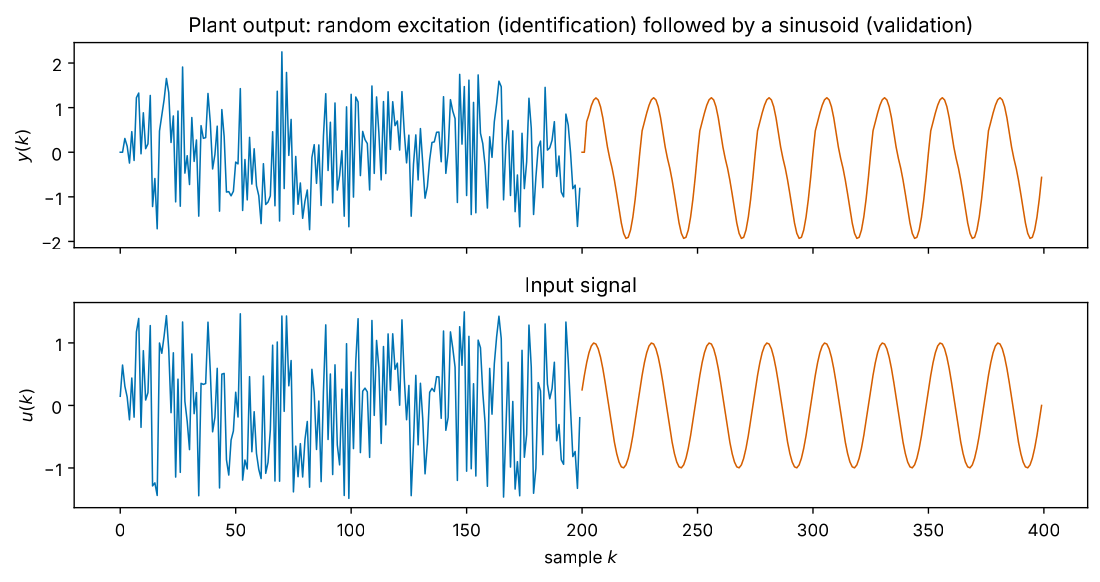 Plant output: random excitation (identification) followed by a sinusoid (validation)
2
1
0
−1
−2
y(k)
Input signal
1
0
−1
u(k)
0 50 100 150 200 250 300 350 400
sample k